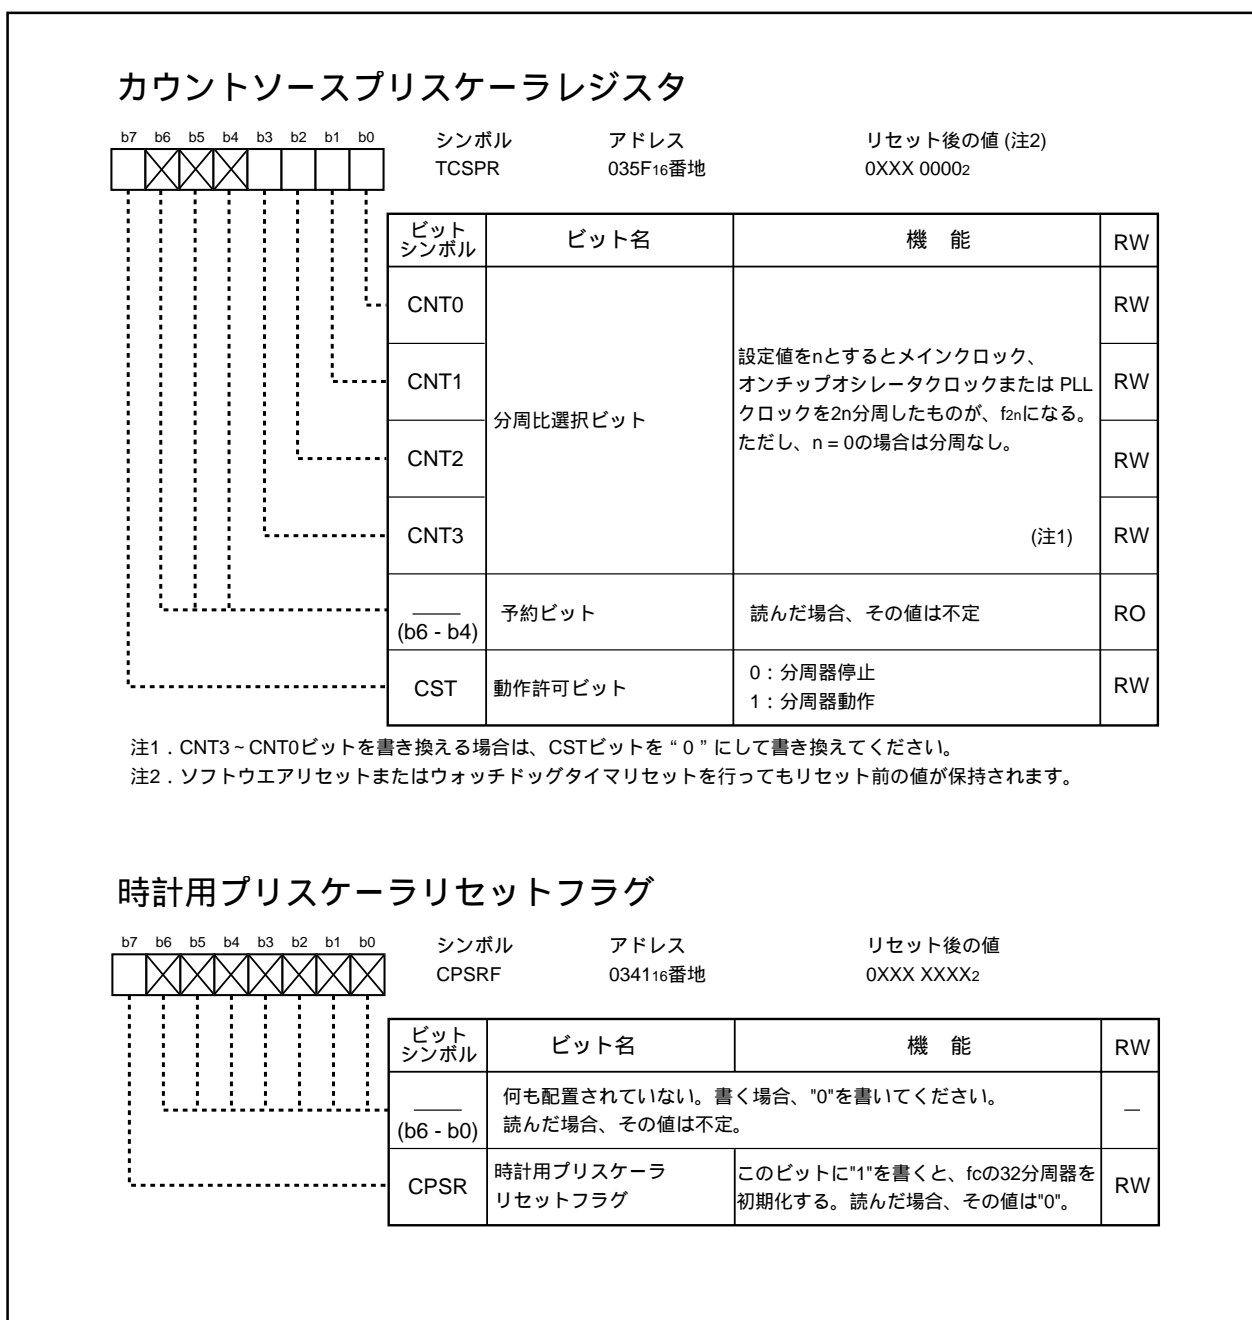 カウントソースプリスケーラレジスタ
b7 b6 b5 b4 b3 b2 b1 b0
シンボル アドレス リセット後の値 (注2)
TCSPR 035F16番地 0XXX 00002
ビット
シンボル ビット名 機 能 RW
CNT0 RW
CNT1 RW
CNT2 RW
CNT3 RW
分周比選択ビット
設定値をnとするとメインクロック、
オンチップオシレータクロックまたは PLL
クロックを2n分周したものが、f2nになる。
ただし、n = 0の場合は分周なし。
(注1)
(b6 - b4) 予約ビット 読んだ場合、その値は不定 RO
CST 動作許可ビット 0：分周器停止
1：分周器動作 RW
注1．CNT3～CNT0ビットを書き換える場合は、CSTビットを“ 0 ”にして書き換えてください。
注2．ソフトウエアリセットまたはウォッチドッグタイマリセットを行ってもリセット前の値が保持されます。
時計用プリスケーラリセットフラグ
b7 b6 b5 b4 b3 b2 b1 b0
シンボル アドレス リセット後の値
CPSRF 034116番地 0XXX XXXX2
ビット
シンボル ビット名 機 能 RW
(b6 - b0) 何も配置されていない。書く場合、"0"を書いてください。
読んだ場合、その値は不定。 —
CPSR 時計用プリスケーラ
リセットフラグ
このビットに"1"を書くと、fcの32分周器を
初期化する。読んだ場合、その値は"0"。 RW